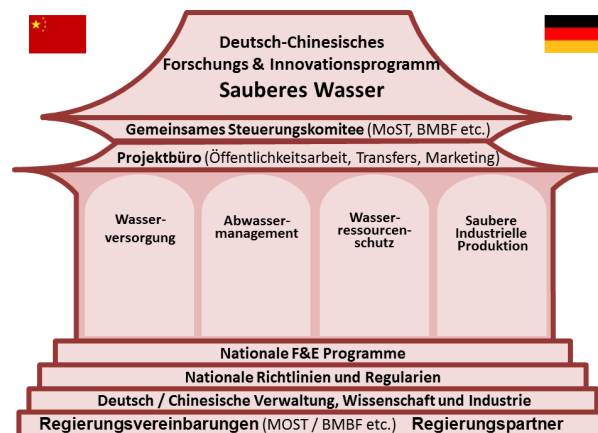 Deutsch-Chinesisches
Forschungs & Innovationsprogramm
Sauberes Wasser
Gemeinsames Steuerungskomitee (MoST, BMBF etc.)
Projektbüro (Öffentlichkeitsarbeit, Transfers, Marketing)
Wasser-
versorgung
Abwasser-
management
Wasser-
ressourcen-
schutz
Saubere
Industrielle
Produktion
Nationale F&E Programme
Nationale Richtlinien und Regularien
Deutsch / Chinesische Verwaltung, Wissenschaft und Industrie
Regierungsvereinbarungen (MOST / BMBF etc.) Regierungspartner